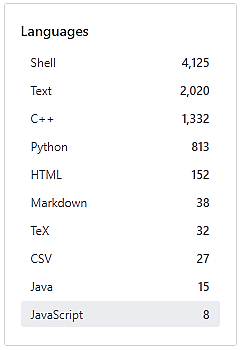 Languages
Shell 4,125
Text 2,020
C++ 1,332
Python 813
HTML 152
Markdown 38
TeX 32
CSV 27
Java 15
JavaScript 8